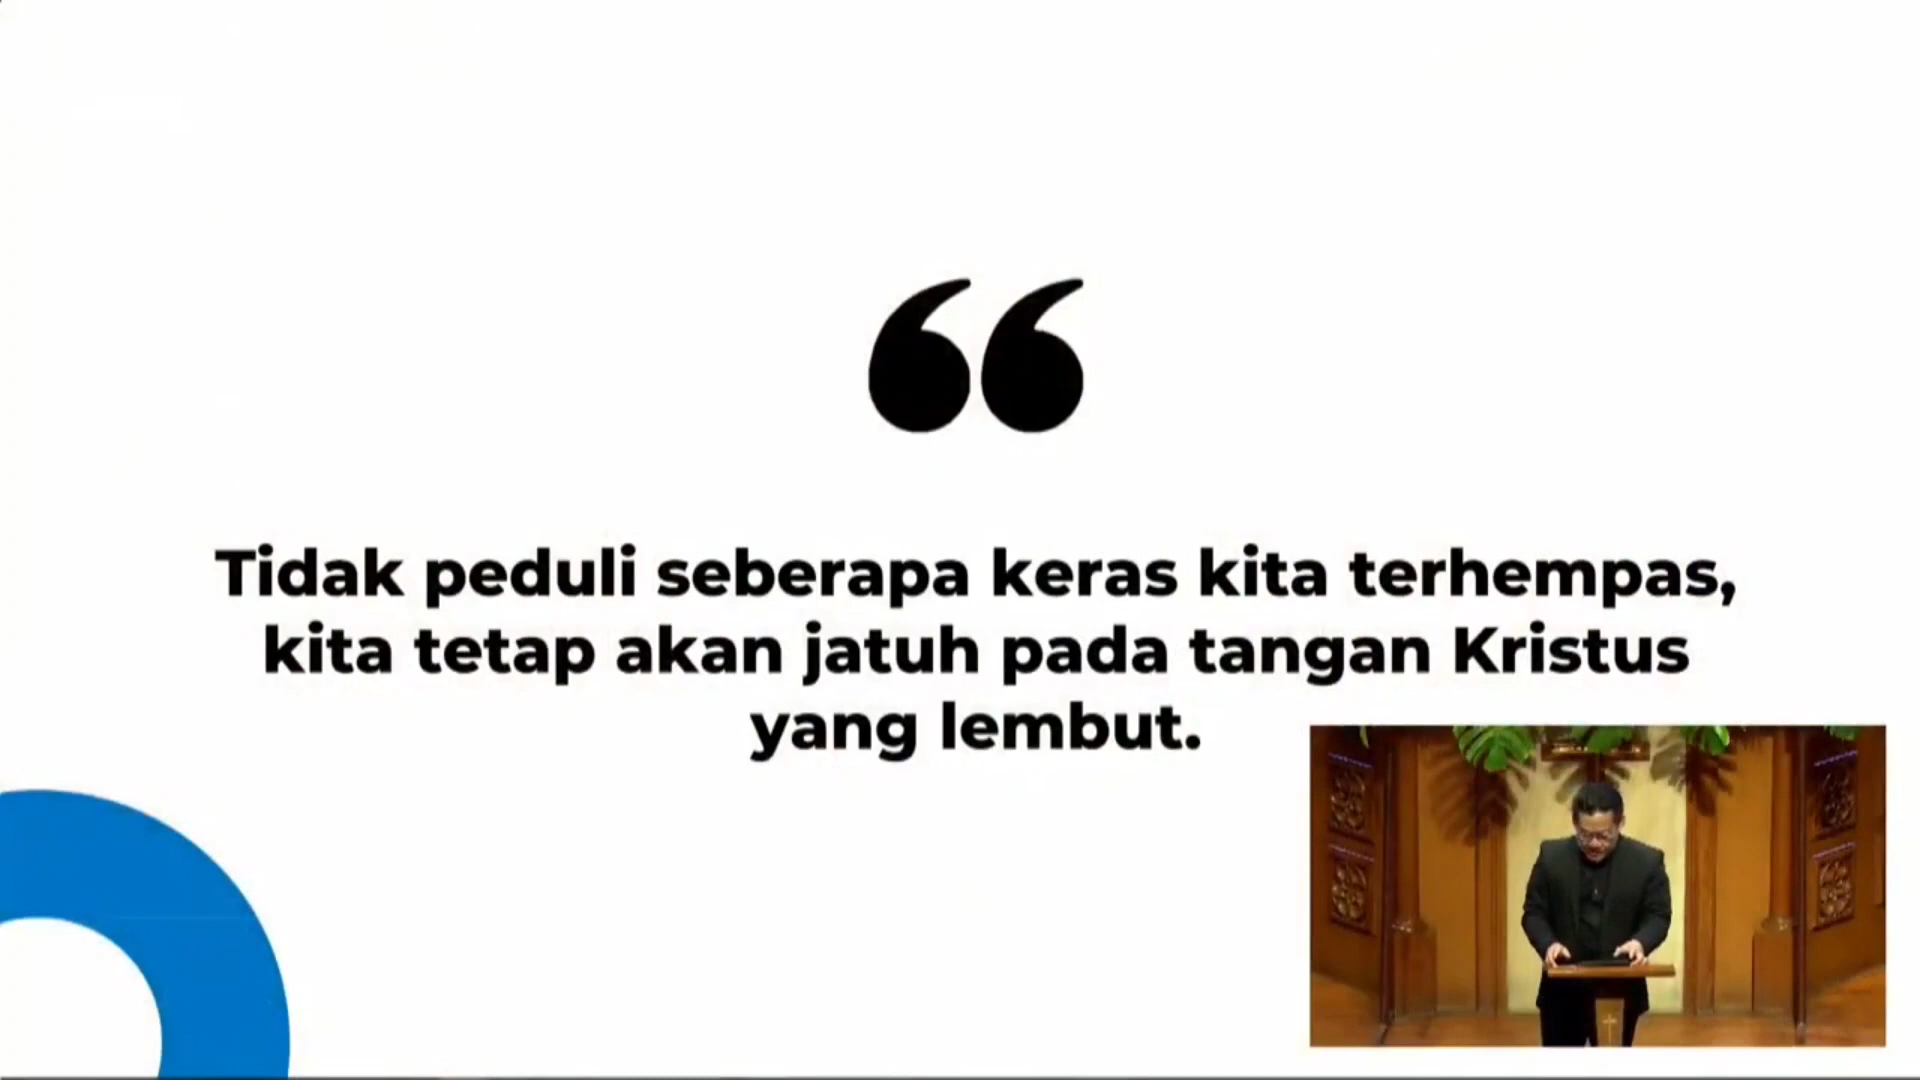 “
Tidak peduli seberapa keras kita terhempas,
kita tetap akan jatuh pada tangan Kristus
yang lembut.